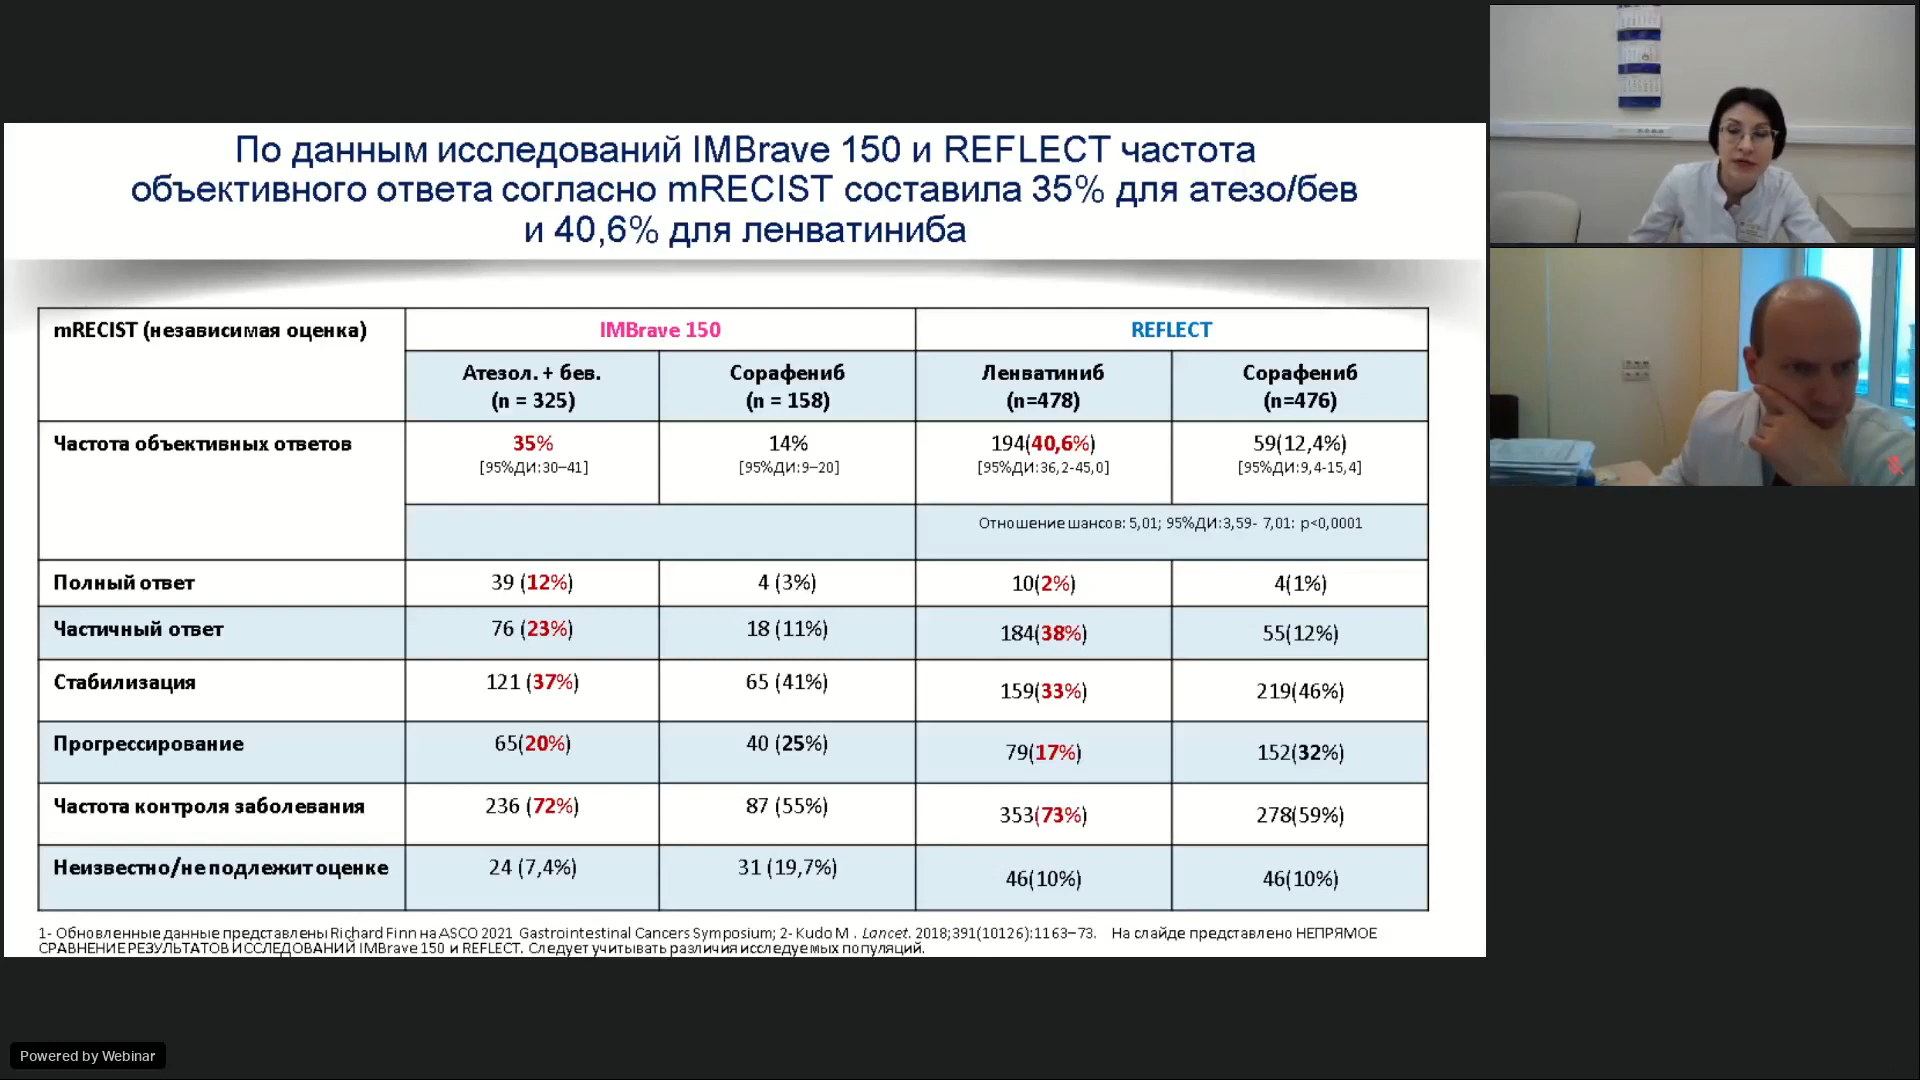 По данным исследований IMBrave 150 и REFLECT частота
объективного ответа согласно mRECIST составила 35% для атезо/бев
и 40,6% для ленватиниба
mRECIST (независимая оценка)
IMBrave 150
REFLECT
Атезол. + бев.
(n = 325)
Сорафениб
(n = 158)
Ленватиниб
(n=478)
Сорафениб
(n=476)
Частота объективных ответов
35%
[95%ДИ:30–41]
14%
[95%ДИ:9–20]
194(40,6%)
[95%ДИ:36,2-45,0]
59(12,4%)
[95%ДИ:9,4-15,4]
Отношение шансов: 5,01; 95%ДИ:3,59- 7,01: p<0,0001
Полный ответ
39 (12%)
4 (3%)
10(2%)
4(1%)
Частичный ответ
76 (23%)
18 (11%)
184(38%)
55(12%)
Стабилизация
121 (37%)
65 (41%)
159(33%)
219(46%)
Прогрессирование
65(20%)
40 (25%)
79(17%)
152(32%)
Частота контроля заболевания
236 (72%)
87 (55%)
353(73%)
278(59%)
Неизвестно/не подлежит оценке
24 (7,4%)
31 (19,7%)
46(10%)
46(10%)
1- Обновленные данные представлены Richard Finn на ASCO 2021 Gastrointestinal Cancers Symposium; 2- Kudo M . Lancet. 2018;391(10126):1163–73. На слайде представлено НЕПРЯМОЕ
СРАВНЕНИЕ РЕЗУЛЬТАТОВ ИССЛЕДОВАНИЙ IMBrave 150 и REFLECT. Следует учитывать различия исследуемых популяций.
Powered by Webinar